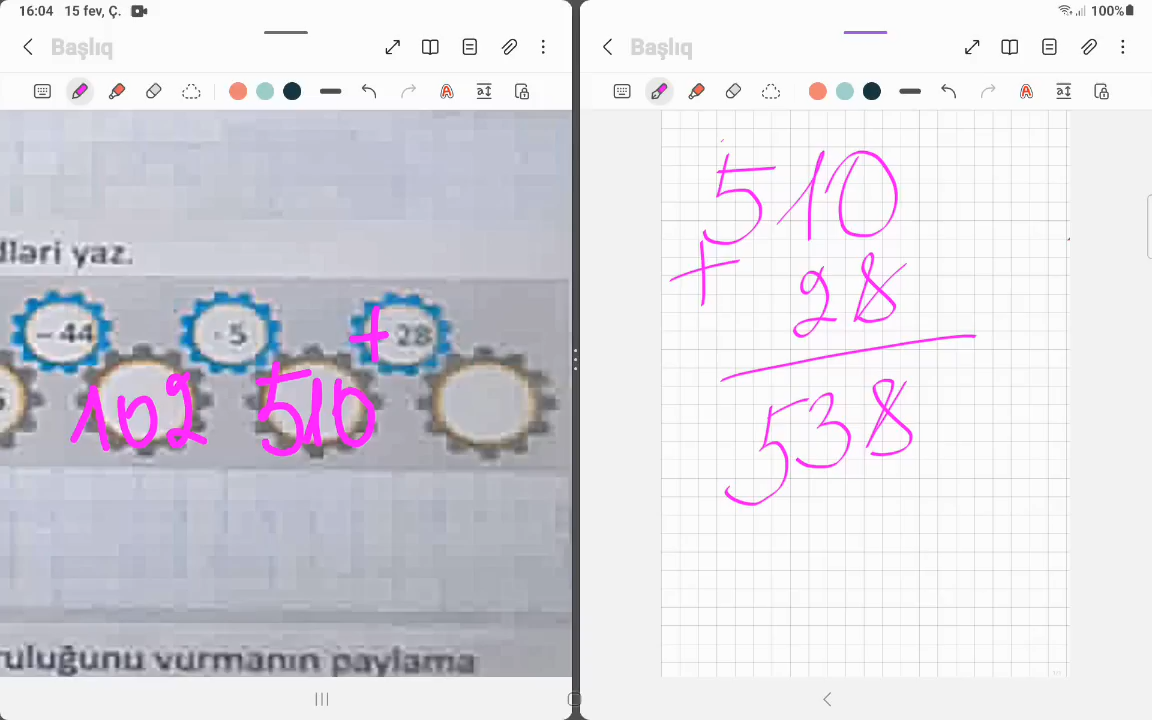 16:04 15 fev, Ç. 100%
Başlıq
Başlıq
dləri yaz.
- 44 · 5 + 28
102 510
ruluğunu vurmanın paylama
510
+ 28
538